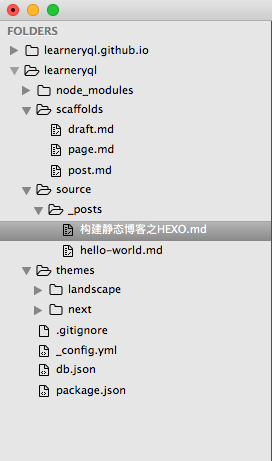 FOLDERS
learneryql.github.io
learneryql
node_modules
scaffolds
draft.md
page.md
post.md
source
_posts
构建静态博客之HEXO.md
hello-world.md
themes
landscape
next
.gitignore
_config.yml
db.json
package.json